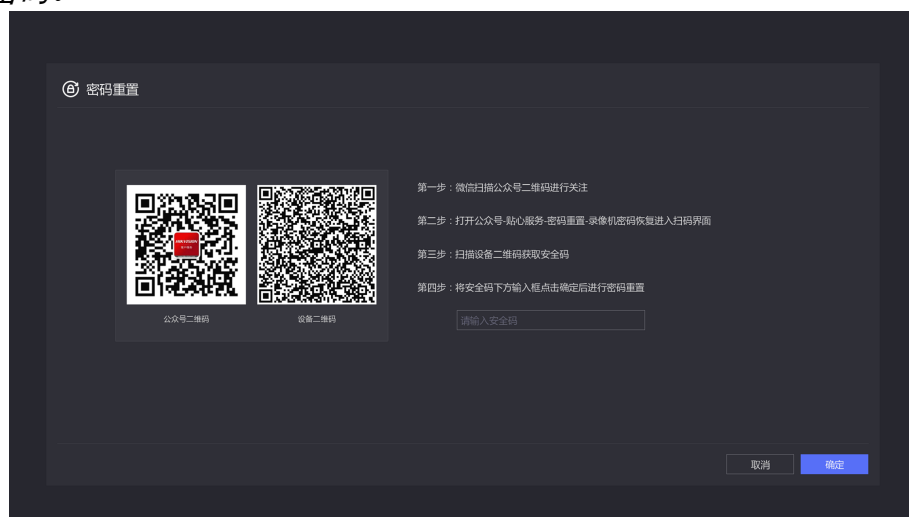 密码重置
第一步：微信扫描公众号二维码进行关注
第二步：打开公众号-贴心服务-密码重置-录像机密码恢复进入扫码界面
第三步：扫描设备二维码获取安全码
第四步：将安全码下方输入框点击确定后进行密码重置
HIKVISION
公众号二维码
设备二维码
请输入安全码
取消
确定